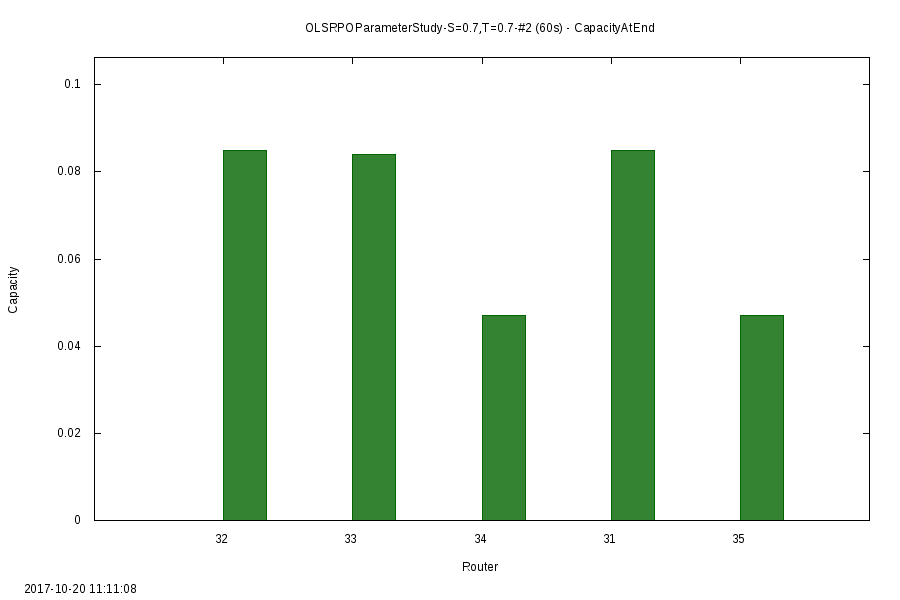 OLSRPOParameterStudy-S=0.7,T=0.7-#2 (60s) - CapacityAtEnd
0.1
0.08
0.06
0.04
0.02
0
Capacity
32 33 34 31 35
Router
2017-10-20 11:11:08